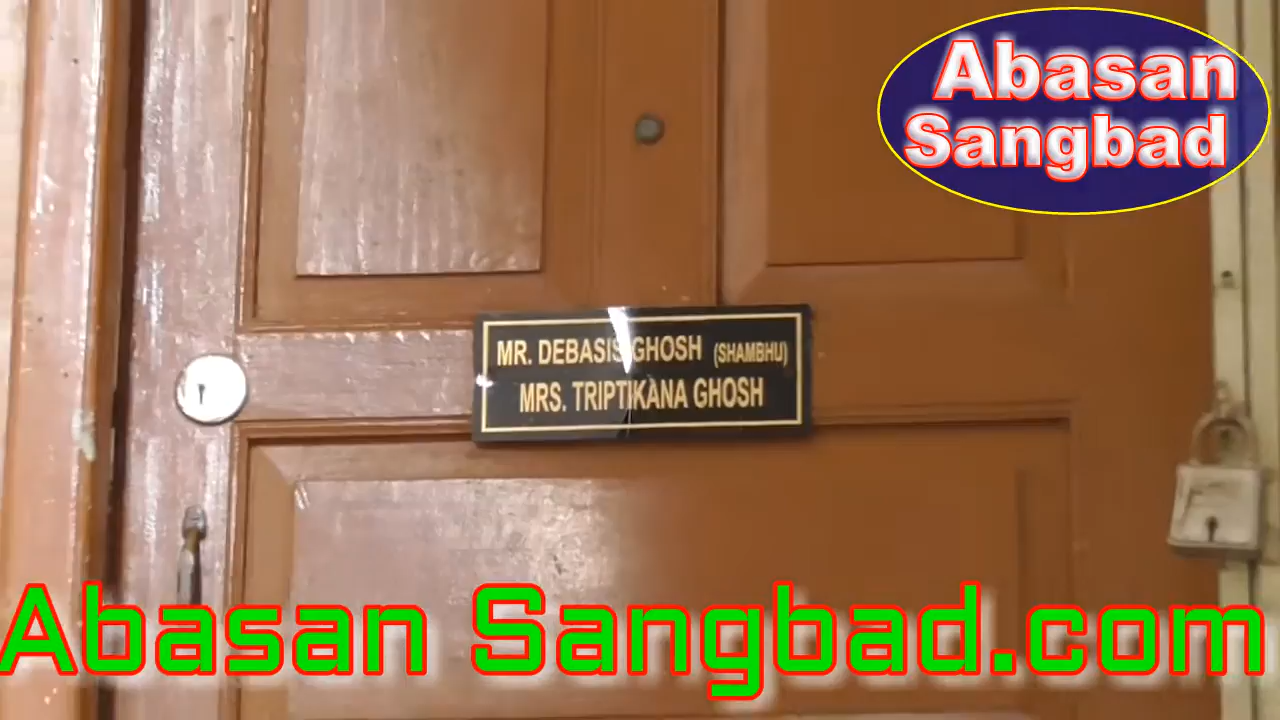 Abasan
Sangbad
MR. DEBASIS GHOSH (SHAMBHU)
MRS. TRIPTIKANA GHOSH
Abasan Sangbad.com